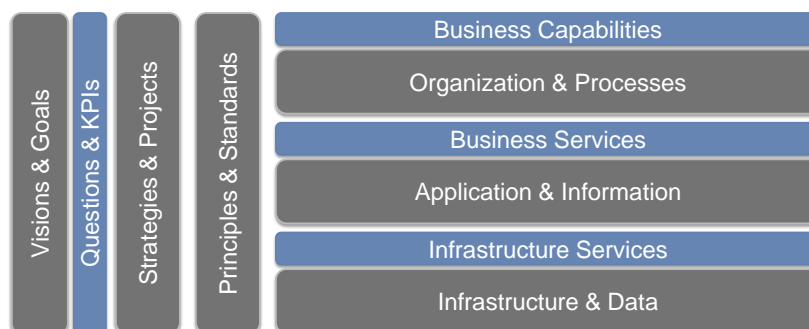 Visions & Goals
Questions & KPIs
Strategies & Projects
Principles & Standards
Business Capabilities
Organization & Processes
Business Services
Application & Information
Infrastructure Services
Infrastructure & Data